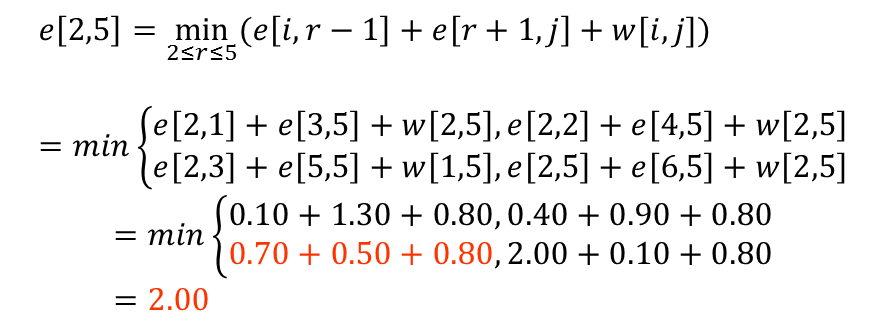 e[2,5] = min (e[i, r − 1] + e[r + 1, j] + w[i, j])
2≤r≤5
= min { e[2,1] + e[3,5] + w[2,5], e[2,2] + e[4,5] + w[2,5]
e[2,3] + e[5,5] + w[1,5], e[2,5] + e[6,5] + w[2,5]
= min { 0.10 + 1.30 + 0.80, 0.40 + 0.90 + 0.80
0.70 + 0.50 + 0.80, 2.00 + 0.10 + 0.80
= 2.00